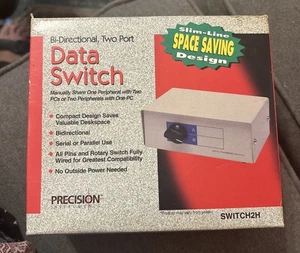 Bi-Directional, Two Port
Data
Switch
Manually Share One Peripheral with Two
PCs or Two Peripherals with One PC
Slim-Line
SPACE SAVING
Design
• Compact Design Saves
Valuable Deskspace
• Bidirectional
• Serial or Parallel Use
• All Pins and Rotary Switch Fully
Wired for Greatest Compatibility
• No Outside Power Needed
PRECISION
SWITCH2H